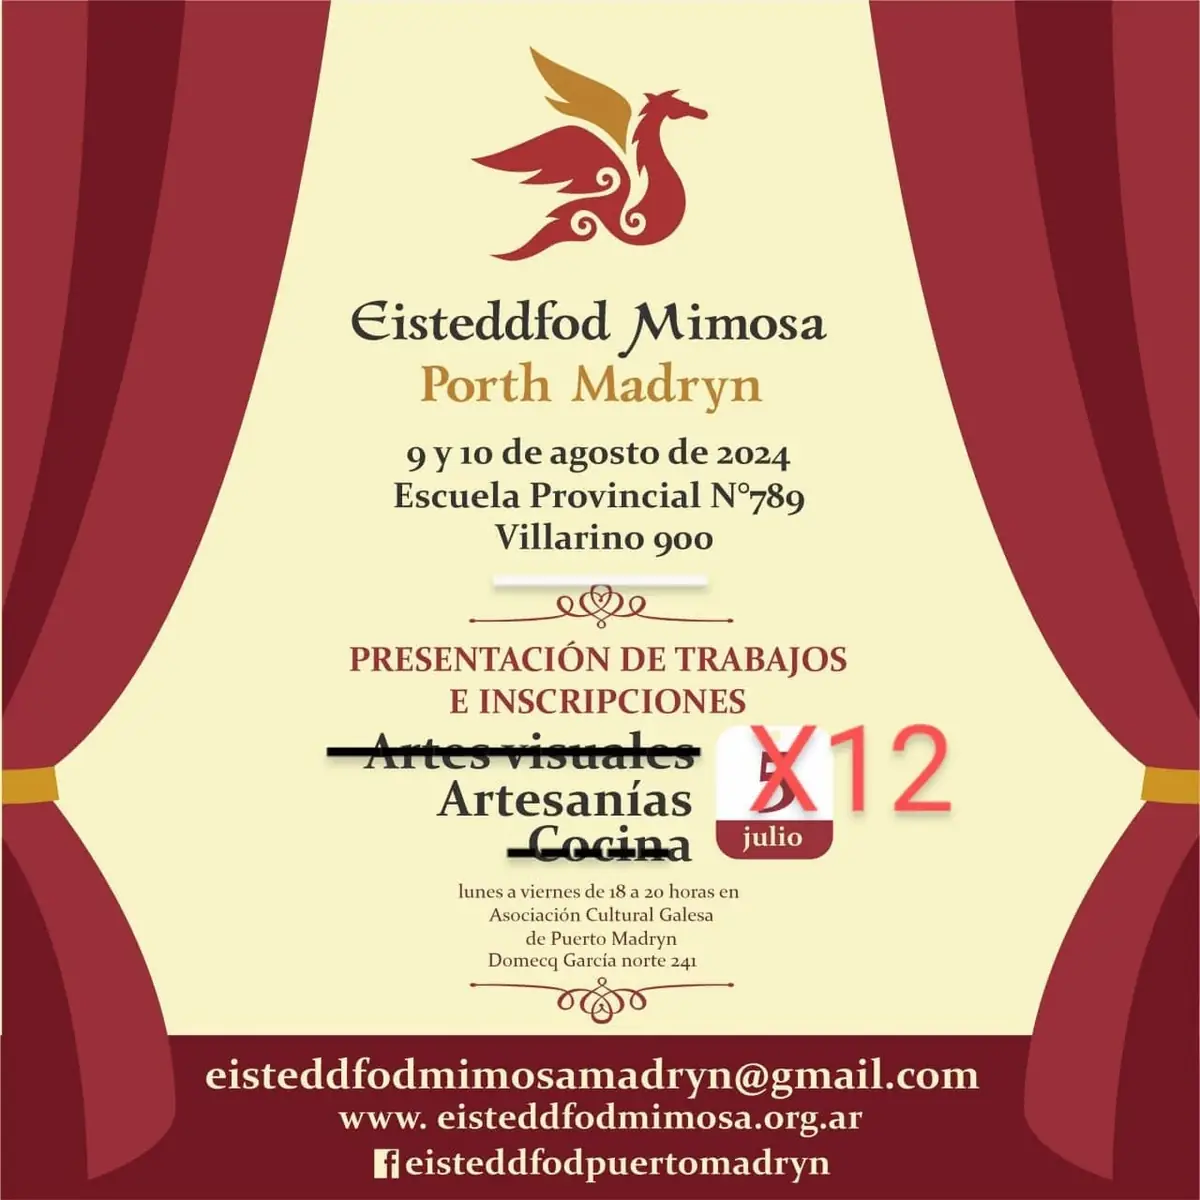 Eisteddfod Mimosa
Porth Madryn
9 y 10 de agosto de 2024
Escuela Provincial N°789
Villarino 900
PRESENTACIÓN DE TRABAJOS
E INSCRIPCIONES
Artes visuales
Artesanías
Cocina
5 X12
julio
lunes a viernes de 18 a 20 horas en
Asociación Cultural Galesa
de Puerto Madryn
Domecq García norte 241
eisteddfodmimosamadryn@gmail.com
www. eisteddfodmimosa.org.ar
f eisteddfodpuertomadryn